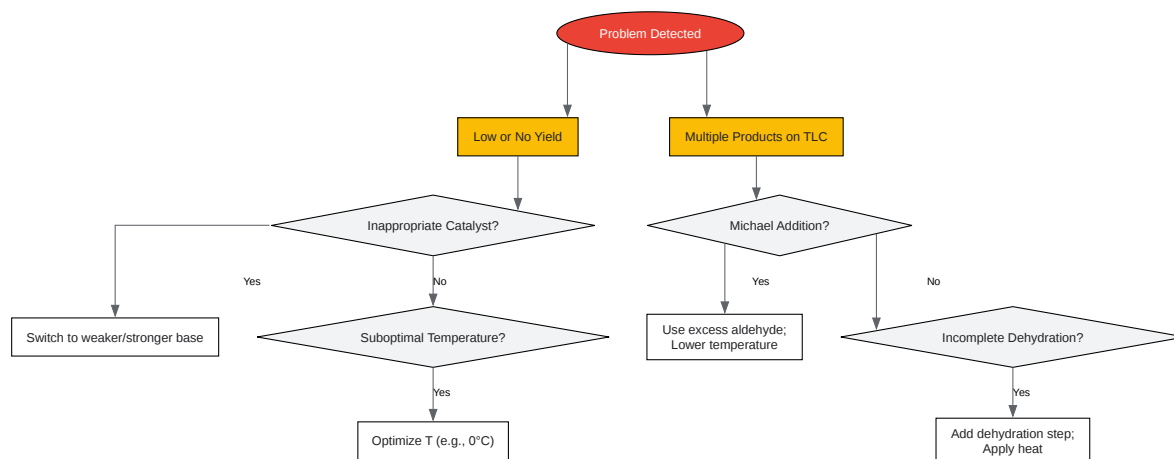 Problem Detected
Low or No Yield
Multiple Products on TLC
Inappropriate Catalyst?
Michael Addition?
Yes
No
Yes
No
Switch to weaker/stronger base
Suboptimal Temperature?
Use excess aldehyde;
Lower temperature
Incomplete Dehydration?
Yes
Yes
Optimize T (e.g., 0°C)
Add dehydration step;
Apply heat